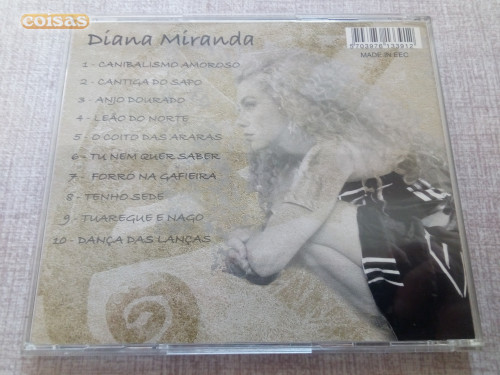 coisas
Diana Miranda
1 - CANIBALISMO AMOROSO
2 - CANTIGA DO SAPO
3 - ANJO DOURADO
4 - LEÃO DO NORTE
5 - O COITO DAS ARARAS
6 - TU NEM QUER SABER
7 - FORRÓ NA GAFIEIRA
8 - TENHO SEDE
9 - TUAREGUE E NAGO
10 - DANÇA DAS LANÇAS
MADE IN EEC